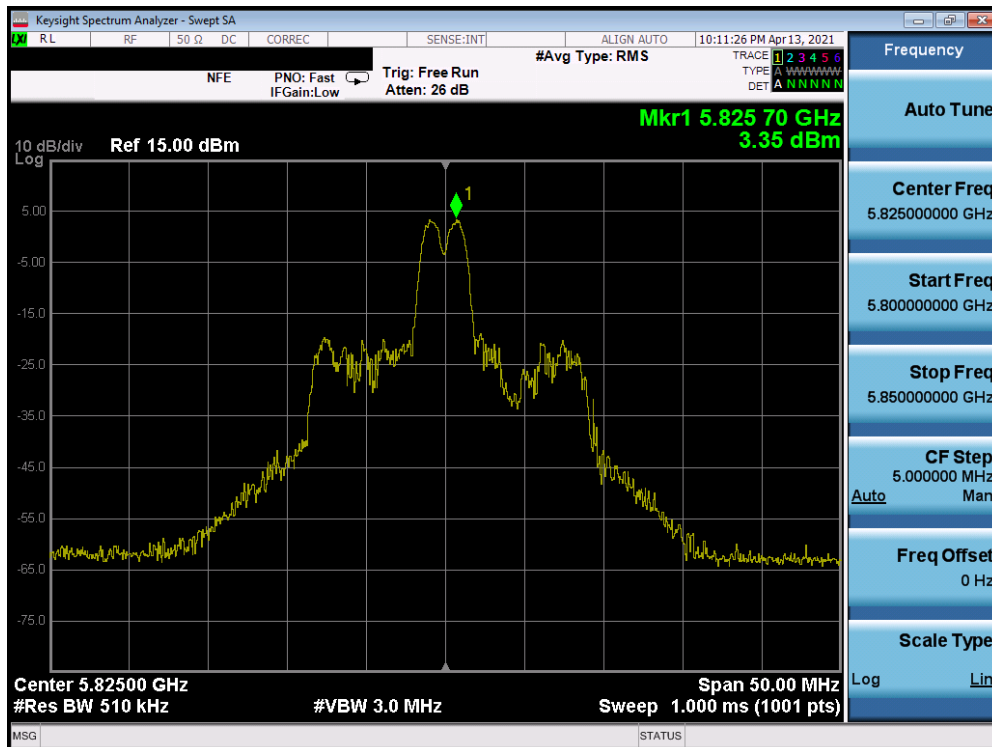 Keysight Spectrum Analyzer - Swept SA
LXI RL RF 50 Ω DC CORREC SENSE:INT ALIGN AUTO 10:11:26 PM Apr 13, 2021
NFE PNO: Fast IFGain:Low Trig: Free Run Atten: 26 dB #Avg Type: RMS
TRACE 1 2 3 4 5 6
TYPE A WWWWW
DET A N N N N N
Mkr1 5.825 70 GHz
3.35 dBm
10 dB/div Ref 15.00 dBm
Log
1
5.00
-5.00
-15.0
-25.0
-35.0
-45.0
-55.0
-65.0
-75.0
Center 5.82500 GHz Span 50.00 MHz
#Res BW 510 kHz #VBW 3.0 MHz Sweep 1.000 ms (1001 pts)
MSG STATUS
Frequency
Auto Tune
Center Freq
5.825000000 GHz
Start Freq
5.800000000 GHz
Stop Freq
5.850000000 GHz
CF Step
5.000000 MHz
Auto Man
Freq Offset
0 Hz
Scale Type
Log Lin